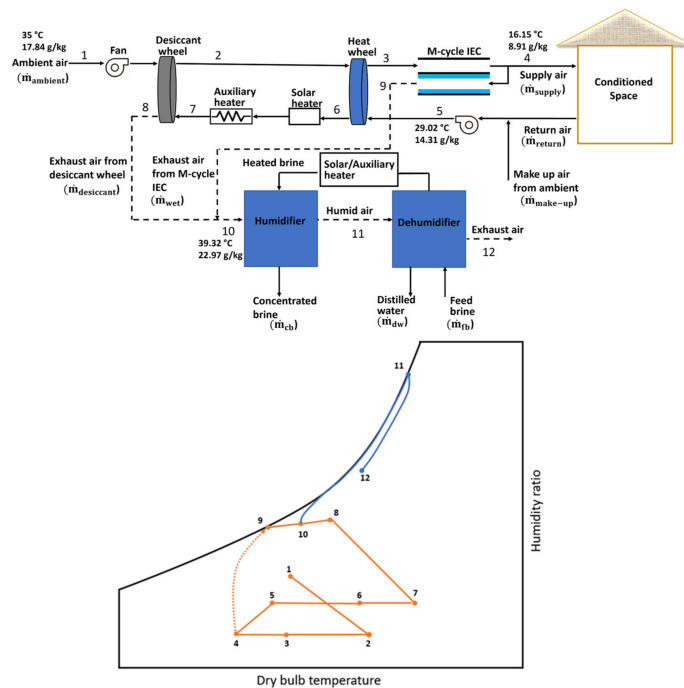 35 °C
17.84 g/kg
1
Fan
Ambient air
(ṁambient)
Desiccant
wheel
2
Heat
wheel
3
M-cycle IEC
16.15 °C
8.91 g/kg
4
Supply air
(ṁsupply)
Conditioned
Space
9
8
7
Auxiliary
heater
Solar
heater
6
5
29.02 °C
14.31 g/kg
Return air
(ṁreturn)
Exhaust air from
desiccant wheel
(ṁdesiccant)
Exhaust air
from M-cycle
IEC
(ṁwet)
Heated brine
Solar/Auxiliary
heater
Make up air
from ambient
(ṁmake-up)
10
39.32 °C
22.97 g/kg
Humidifier
Humid air
11
Dehumidifier
Exhaust air
12
Concentrated
brine
(ṁcb)
Distilled
water
(ṁdw)
Feed
brine
(ṁfb)
11
12
9
10
8
1
5
6
7
4
3
2
Humidity ratio
Dry bulb temperature